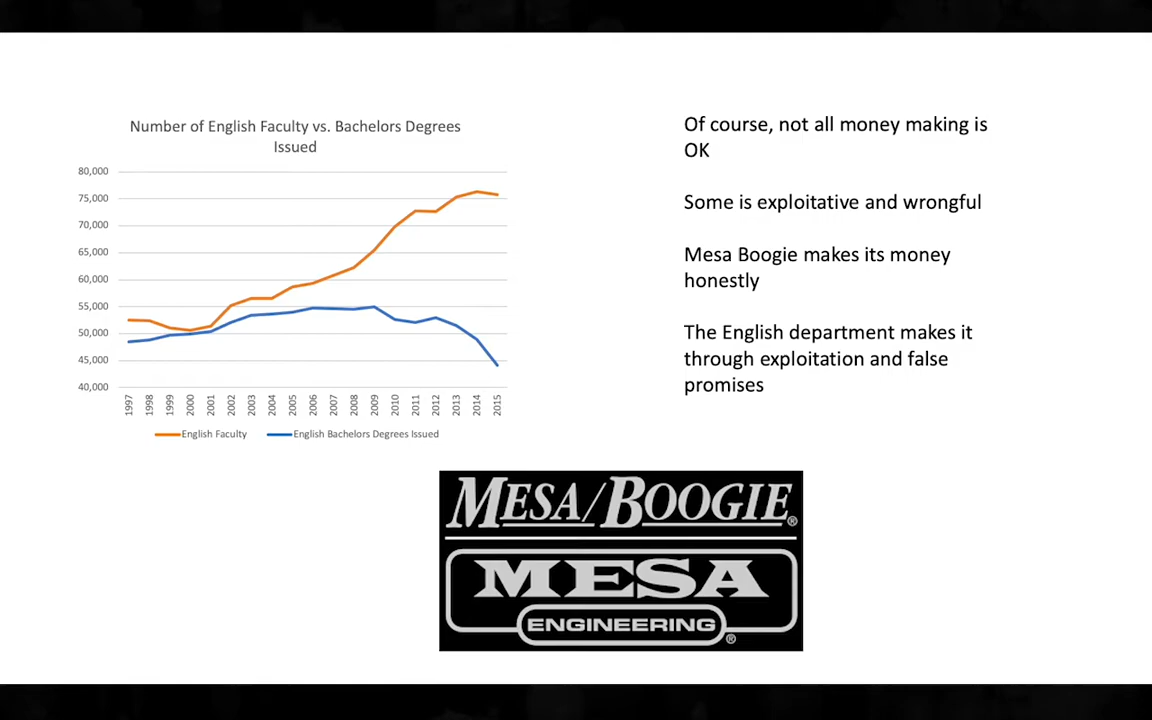 Number of English Faculty vs. Bachelors Degrees
Issued
80,000
75,000
70,000
65,000
60,000
55,000
50,000
45,000
40,000
1997
1998
1999
2000
2001
2002
2003
2004
2005
2006
2007
2008
2009
2010
2011
2012
2013
2014
2015
English Faculty
English Bachelors Degrees Issued
Of course, not all money making is
OK
Some is exploitative and wrongful
Mesa Boogie makes its money
honestly
The English department makes it
through exploitation and false
promises
MESA/BOOGIE®
MESA
ENGINEERING®